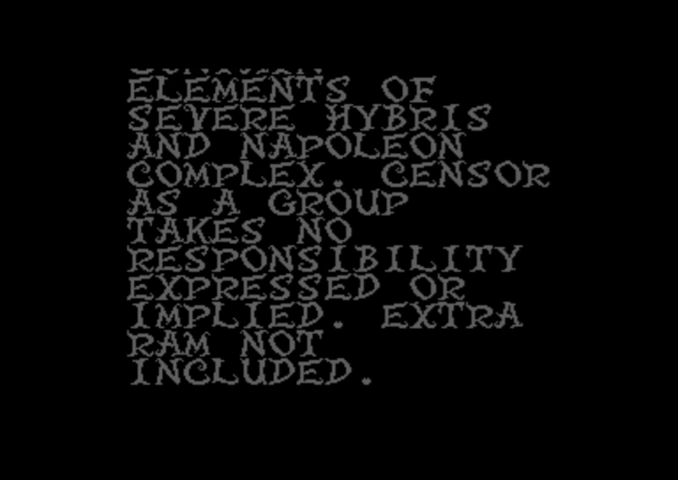 ELEMENTS OF
SEVERE HYBRIS
AND NAPOLEON
COMPLEX. CENSOR
AS A GROUP
TAKES NO
RESPONSIBILITY
EXPRESSED OR
IMPLIED. EXTRA
RAM NOT
INCLUDED.